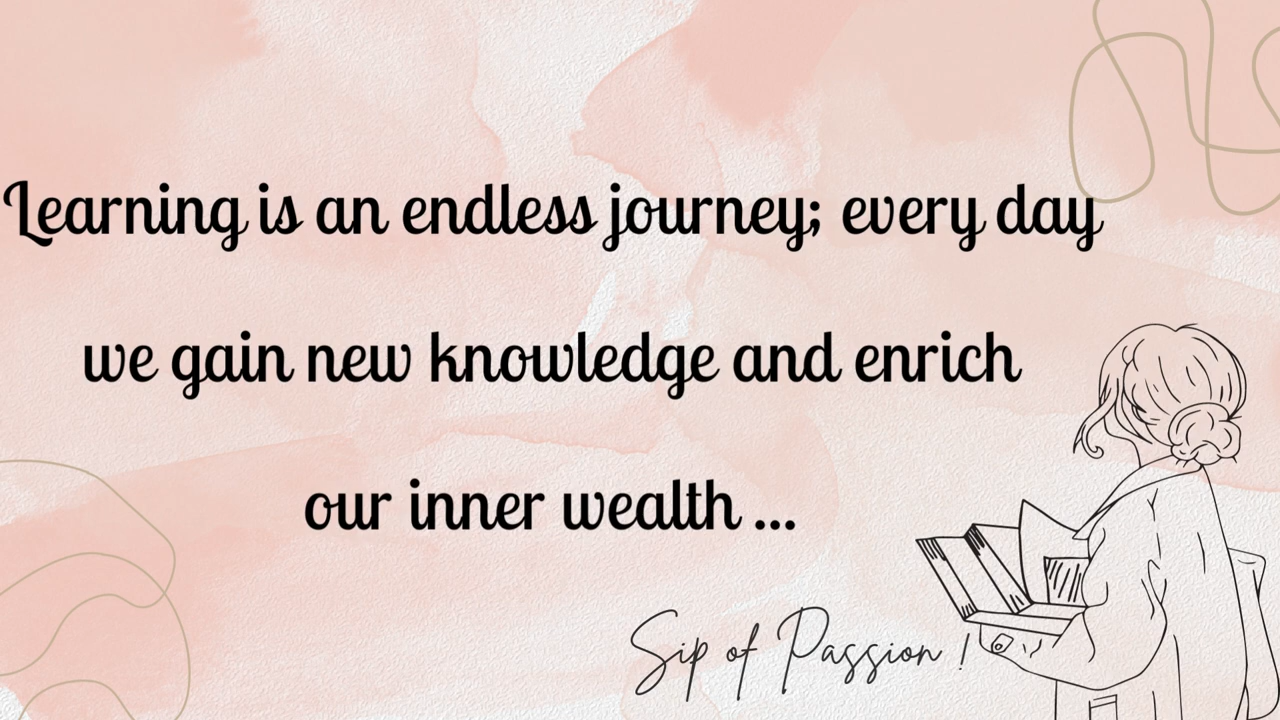 Learning is an endless journey; every day
we gain new knowledge and enrich
our inner wealth ...
Sip of Passion !